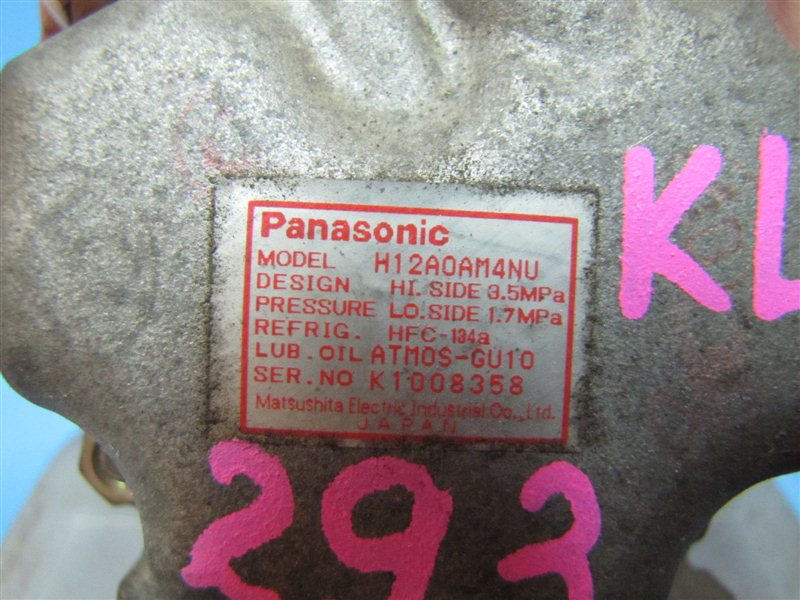 KL
Panasonic
MODEL H12A0AM4NU
DESIGN HI. SIDE 3.5MPa
PRESSURE LO. SIDE 1.7MPa
REFRIG. HFC-134a
LUB. OIL ATMOS-GU10
SER. NO K1008358
Matsushita Electric Industrial Co., Ltd.
JAPAN
293